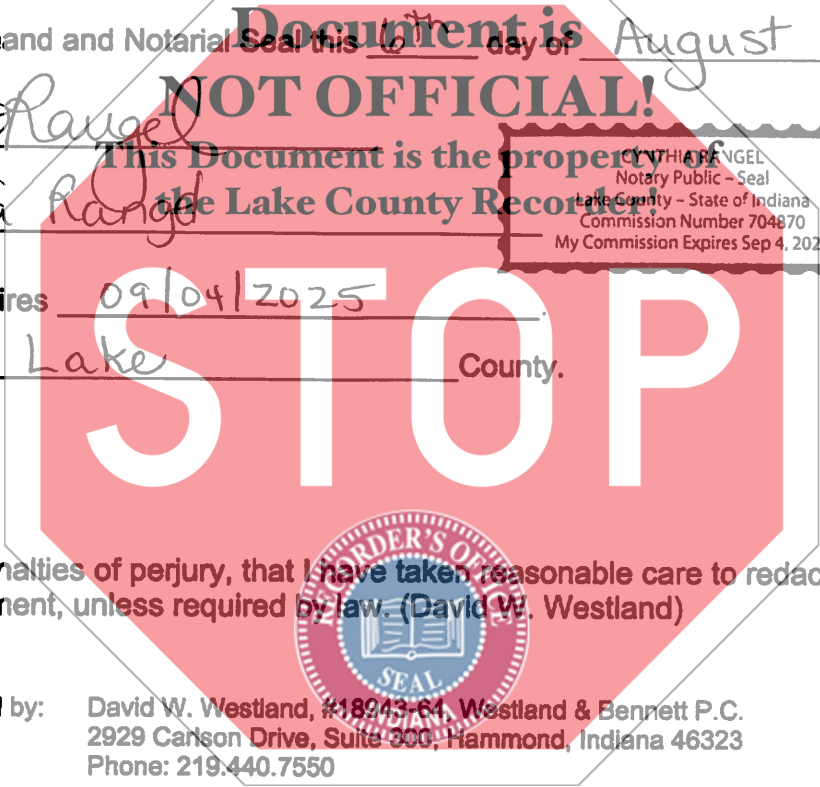 Document is
and and Notarial Seal this 6th day of August
NOT OFFICIAL!
Rangel
This Document is the property of
the Lake County Recorder!
Rangel
CYNTHIA RANGEL
Notary Public – Seal
Lake County – State of Indiana
Commission Number 704870
My Commission Expires Sep 4, 202
ires 09/04/2025.
Lake County.
STOP
nalties of perjury, that I have taken reasonable care to redac
ment, unless required by law. (David W. Westland)
RECORDER'S OFFICE
SEAL
INDIANA
by: David W. Westland, #18943-64, Westland & Bennett P.C.
2929 Carlson Drive, Suite 300, Hammond, Indiana 46323
Phone: 219.440.7550